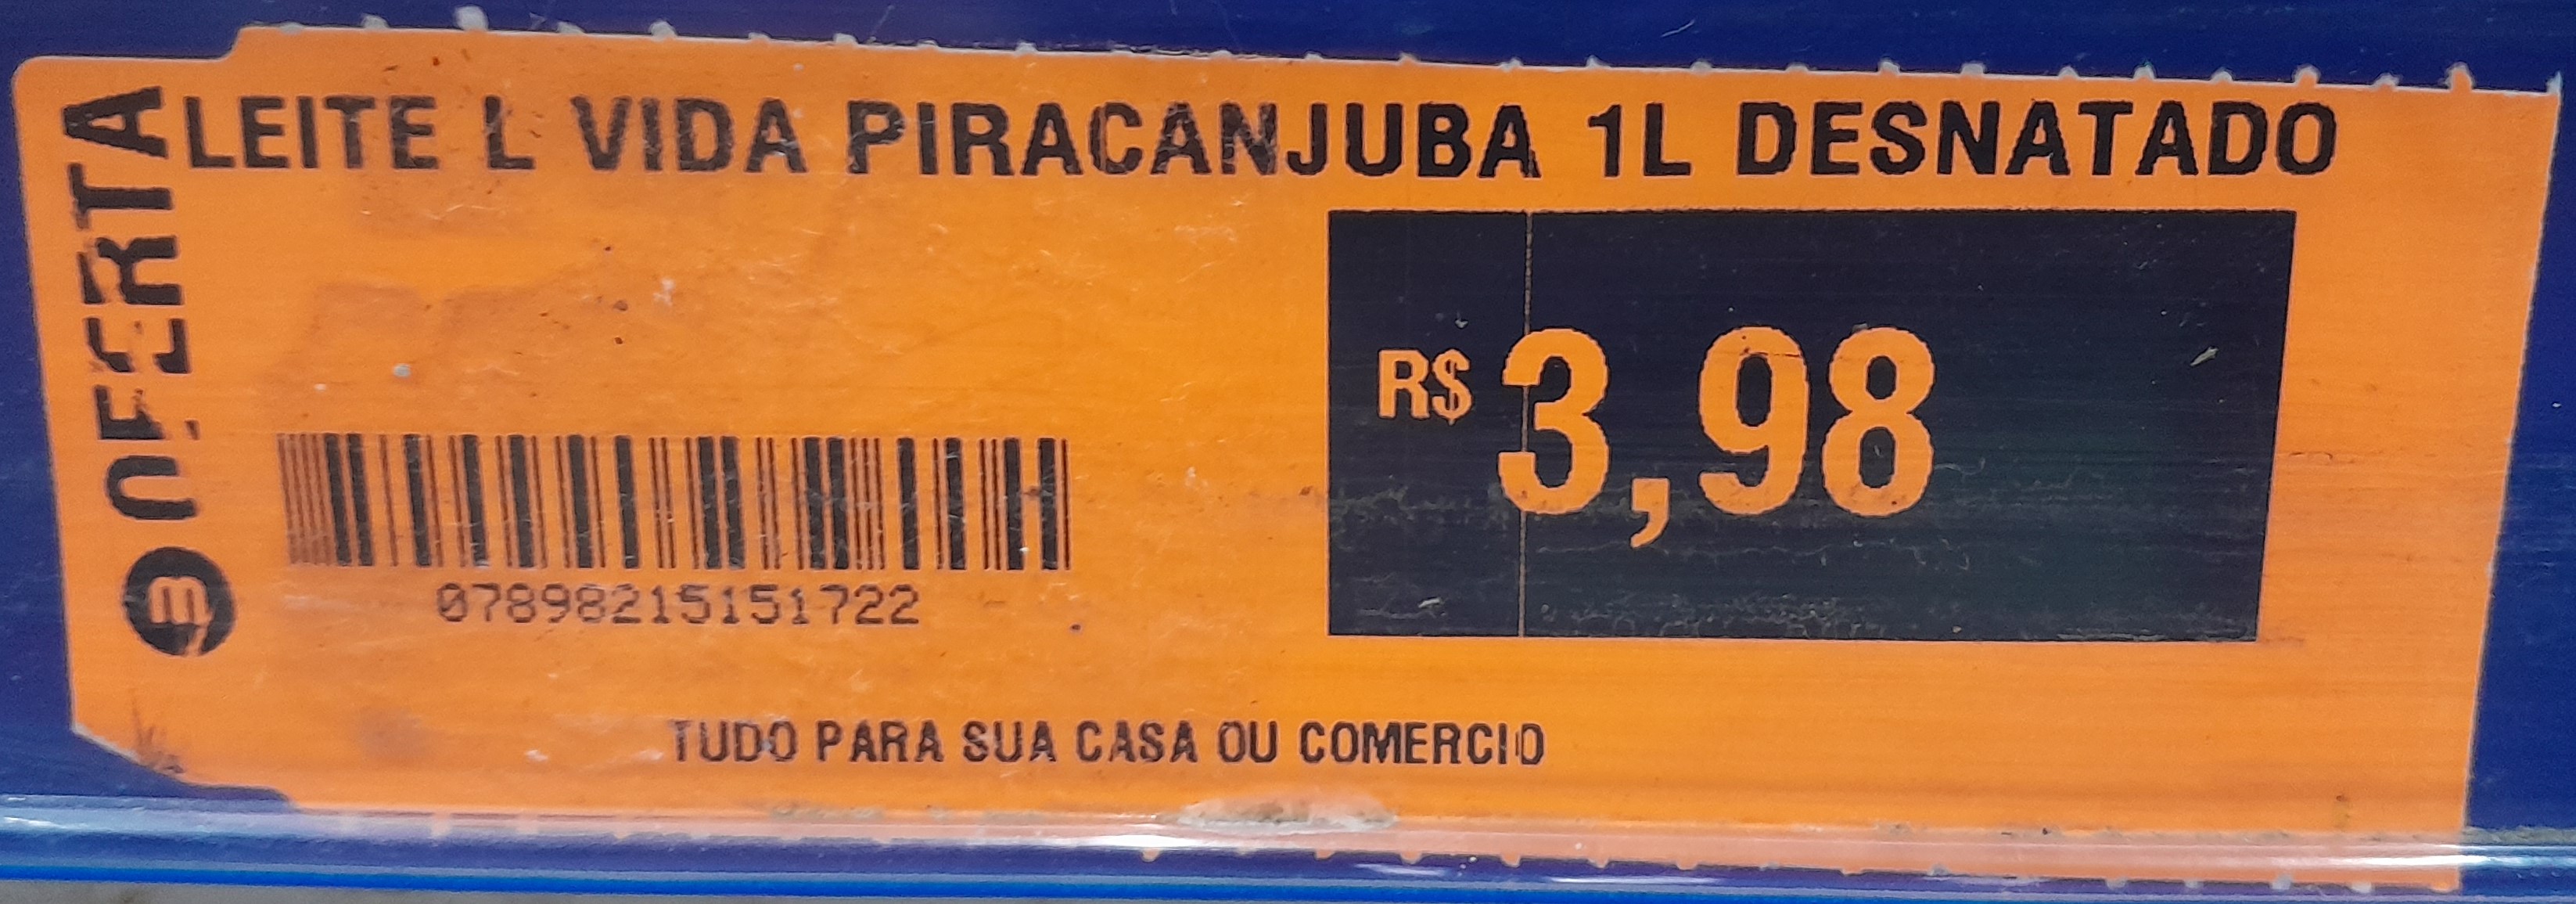 OFERTA
LEITE L VIDA PIRACANJUBA 1L DESNATADO
R$ 3,98
07898215151722
TUDO PARA SUA CASA OU COMERCIO